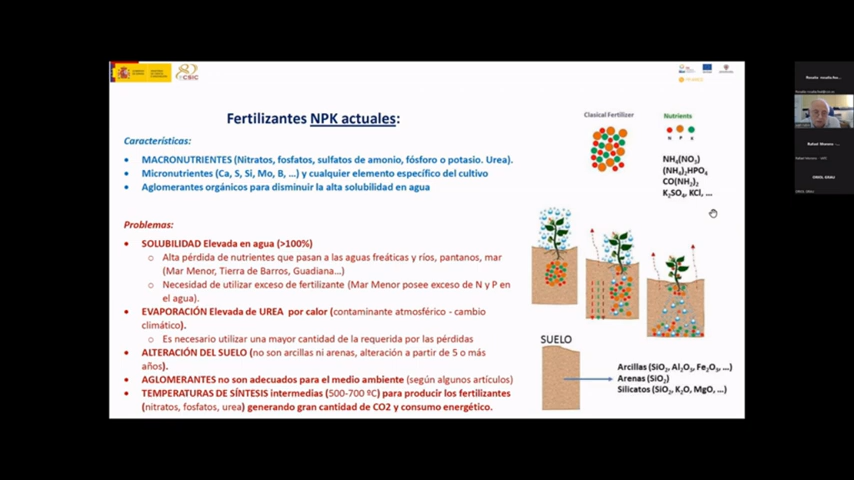 CSIC
Fertilizantes NPK actuales:
Características:
• MACRONUTRIENTES (Nitratos, fosfatos, sulfatos de amonio, fósforo o potasio. Urea).
• Micronutrientes (Ca, S, Si, Mo, B, …) y cualquier elemento específico del cultivo
• Aglomerantes orgánicos para disminuir la alta solubilidad en agua
Problemas:
• SOLUBILIDAD Elevada en agua (>100%)
o Alta pérdida de nutrientes que pasan a las aguas freáticas y ríos, pantanos, mar
(Mar Menor, Tierra de Barros, Guadiana…)
o Necesidad de utilizar exceso de fertilizante (Mar Menor posee exceso de N y P en
el agua).
• EVAPORACIÓN Elevada de UREA por calor (contaminante atmosférico - cambio
climático).
o Es necesario utilizar una mayor cantidad de la requerida por las pérdidas
• ALTERACIÓN DEL SUELO (no son arcillas ni arenas, alteración a partir de 5 o más
años).
• AGLOMERANTES no son adecuados para el medio ambiente (según algunos artículos)
• TEMPERATURAS DE SÍNTESIS intermedias (500-700 ºC) para producir los fertilizantes
(nitratos, fosfatos, urea) generando gran cantidad de CO2 y consumo energético.
Clasical Fertilizer
Nutrients
N P K
NH₄(NO₃)
(NH₄)₂HPO₄
CO(NH₂)₂
K₂SO₄, KCl, …
SUELO
Arcillas (SiO₂, Al₂O₃, Fe₂O₃, …)
Arenas (SiO₂)
Silicatos (SiO₂, K₂O, MgO, …)